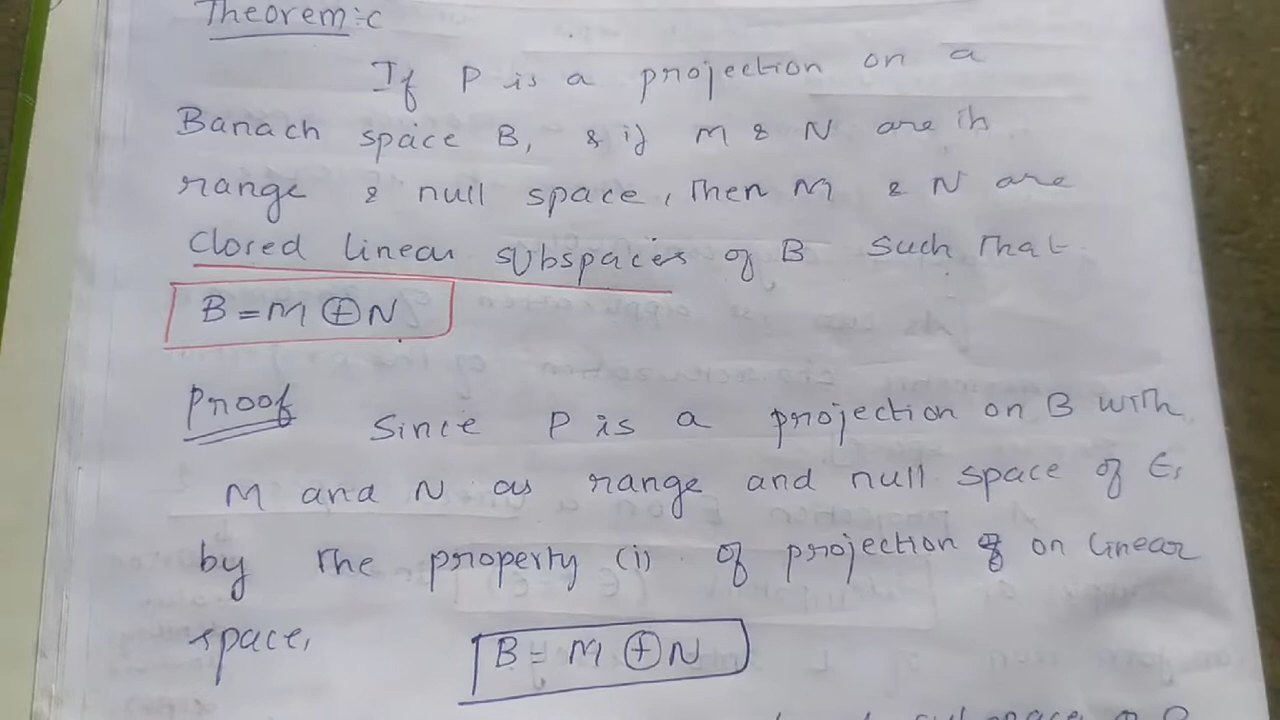 Theorem:-
If P is a projection on a
Banach space B, & if M & N are its
range & null space, Then M & N are
closed linear subspaces of B such that
B = M ⊕ N
Proof Since P is a projection on B with
M and N as range and null space of E,
by The property (i) of projection on linear
space,
B = M ⊕ N